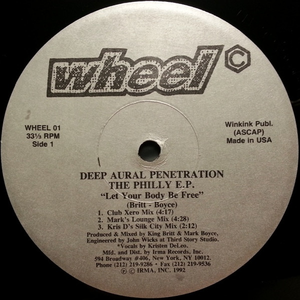 wheel ©
WHEEL 01
33⅓ RPM
Side 1
Winkink Publ.
(ASCAP)
Made in USA
DEEP AURAL PENETRATION
THE PHILLY E.P.
"Let Your Body Be Free"
(Britt - Boyce)
1. Club Xero Mix (4:17)
2. Mark's Lounge Mix (4:28)
3. Kris D's Silk City Mix (2:12)
Produced and Mixed by King Britt & Mark Boyce,
Engineered by John Wicks at Third Story Studio.
*Vocals by Kristen DeLeo.
Mfd. and Dist. by Irma Records, Inc.
594 Broadway #406, New York, NY 10012
Phone (212) 219-9286 - Fax (212) 219-9536
© IRMA, INC. 1992